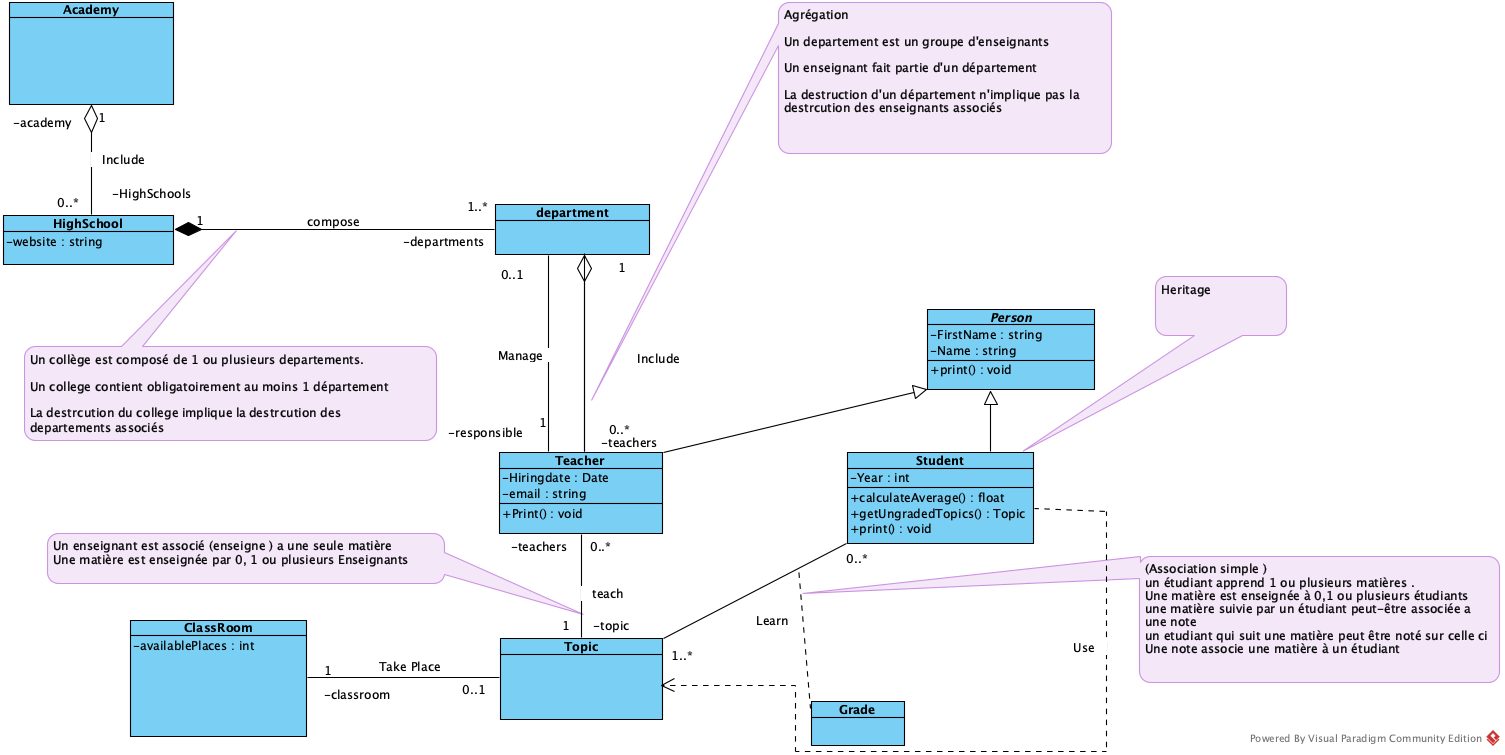 Academy
-academy
1
Include
-HighSchools
0..*
HighSchool
-website : string
1
compose
1..*
-departments
department
0..1
1
Manage
Include
1
-responsible
0..*
-teachers
Agrégation
Un departement est un groupe d'enseignants
Un enseignant fait partie d'un département
La destruction d'un département n'implique pas la
destrcution des enseignants associés
Un collège est composé de 1 ou plusieurs departements.
Un college contient obligatoirement au moins 1 département
La destrcution du college implique la destrcution des
departements associés
Heritage
Person
-FirstName : string
-Name : string
+print() : void
Teacher
-Hiringdate : Date
-email : string
+Print() : void
Student
-Year : int
+calculateAverage() : float
+getUngradedTopics() : Topic
+print() : void
Un enseignant est associé (enseigne ) a une seule matière
Une matière est enseignée par 0, 1 ou plusieurs Enseignants
-teachers
0..*
teach
1
-topic
0..*
Learn
1..*
Use
(Association simple )
un étudiant apprend 1 ou plusieurs matières .
Une matière est enseignée à 0,1 ou plusieurs étudiants
une matière suivie par un étudiant peut-être associée a
une note
un etudiant qui suit une matière peut être noté sur celle ci
Une note associe une matière à un étudiant
ClassRoom
-availablePlaces : int
1
Take Place
-classroom
0..1
Topic
Grade
Powered By Visual Paradigm Community Edition